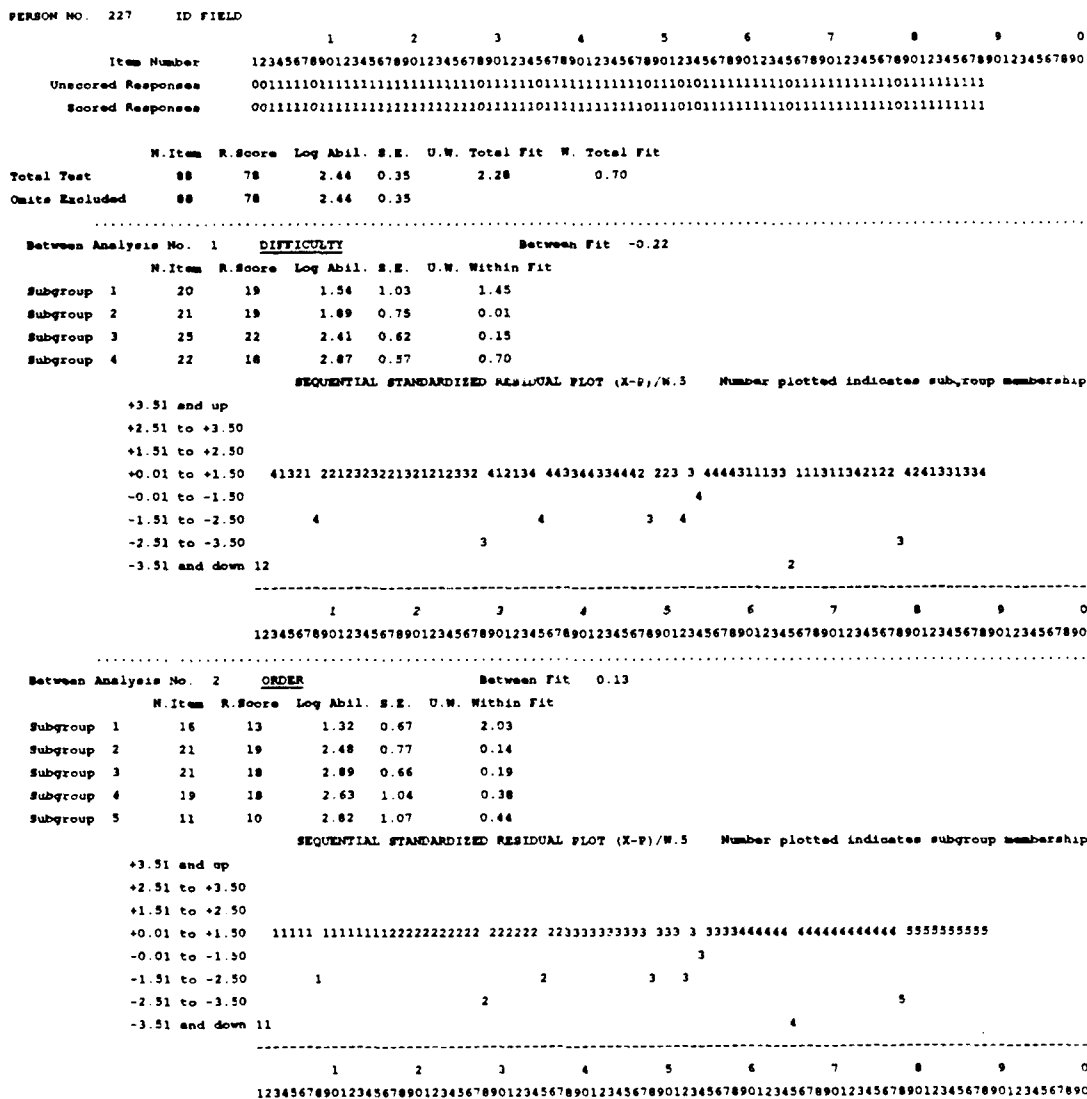 PERSON NO. 227 ID FIELD
1 2 3 4 5 6 7 8 9 0
Item Number 1234567890123456789012345678901234567890123456789012345678901234567890123456789012345678901234567890
Unscored Responses 0011111011111111111111111110111111011111111111101110101111111111011111111111101111111111
Scored Responses 0011111011111111111111111110111111011111111111101110101111111111011111111111101111111111
N.Item R.Score Log Abil. S.E. U.W. Total Fit W. Total Fit
Total Test 88 78 2.44 0.35 2.28 0.70
Omits Excluded 88 78 2.44 0.35
Between Analysis No. 1 DIFFICULTY Between Fit -0.22
N.Item R.Score Log Abil. S.E. U.W. Within Fit
Subgroup 1 20 19 1.54 1.03 1.45
Subgroup 2 21 19 1.89 0.75 0.01
Subgroup 3 25 22 2.41 0.62 0.15
Subgroup 4 22 18 2.87 0.57 0.70
SEQUENTIAL STANDARDIZED RESIDUAL PLOT (X-P)/W.5 Number plotted indicates subgroup membership
+3.51 and up
+2.51 to +3.50
+1.51 to +2.50
+0.01 to +1.50 41321 2212323221321212332 412134 443344334442 223 3 4444311133 111311342122 4241331334
-0.01 to -1.50 4
-1.51 to -2.50 4 4 3 4
-2.51 to -3.50 3 3
-3.51 and down 12 2
1 2 3 4 5 6 7 8 9 0
1234567890123456789012345678901234567890123456789012345678901234567890123456789012345678901234567890
Between Analysis No. 2 ORDER Between Fit 0.13
N.Item R.Score Log Abil. S.E. U.W. Within Fit
Subgroup 1 16 13 1.32 0.67 2.03
Subgroup 2 21 19 2.48 0.77 0.14
Subgroup 3 21 18 2.89 0.66 0.19
Subgroup 4 19 18 2.63 1.04 0.38
Subgroup 5 11 10 2.82 1.07 0.44
SEQUENTIAL STANDARDIZED RESIDUAL PLOT (X-P)/W.5 Number plotted indicates subgroup membership
+3.51 and up
+2.51 to +3.50
+1.51 to +2.50
+0.01 to +1.50 11111 1111111122222222222 222222 223333333333 333 3 3333444444 444444444444 5555555555
-0.01 to -1.50 3
-1.51 to -2.50 1 2 3 3
-2.51 to -3.50 2 5
-3.51 and down 11 4
1 2 3 4 5 6 7 8 9 0
1234567890123456789012345678901234567890123456789012345678901234567890123456789012345678901234567890